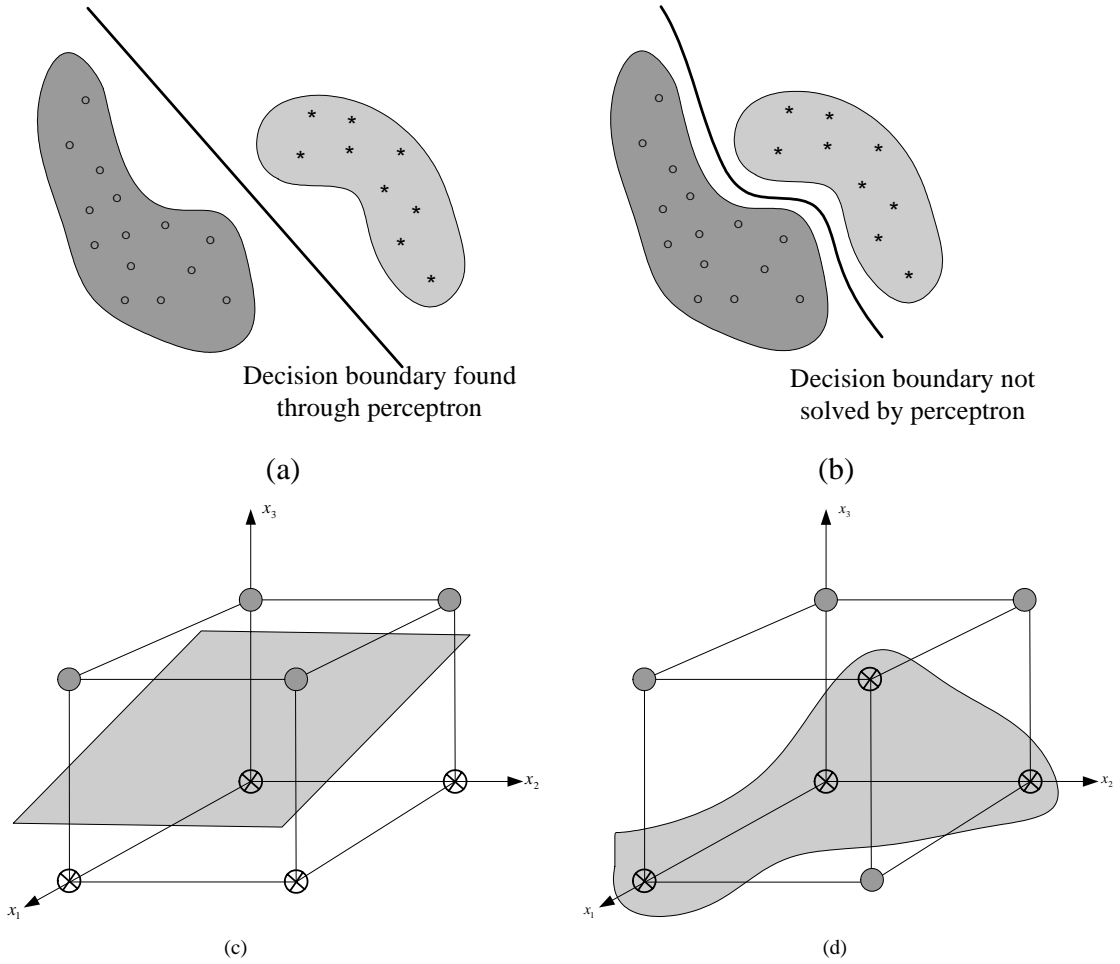 Decision boundary found
through perceptron
(a)
Decision boundary not
solved by perceptron
(b)
x₃
x₂
x₁
(c)
x₃
x₂
x₁
(d)